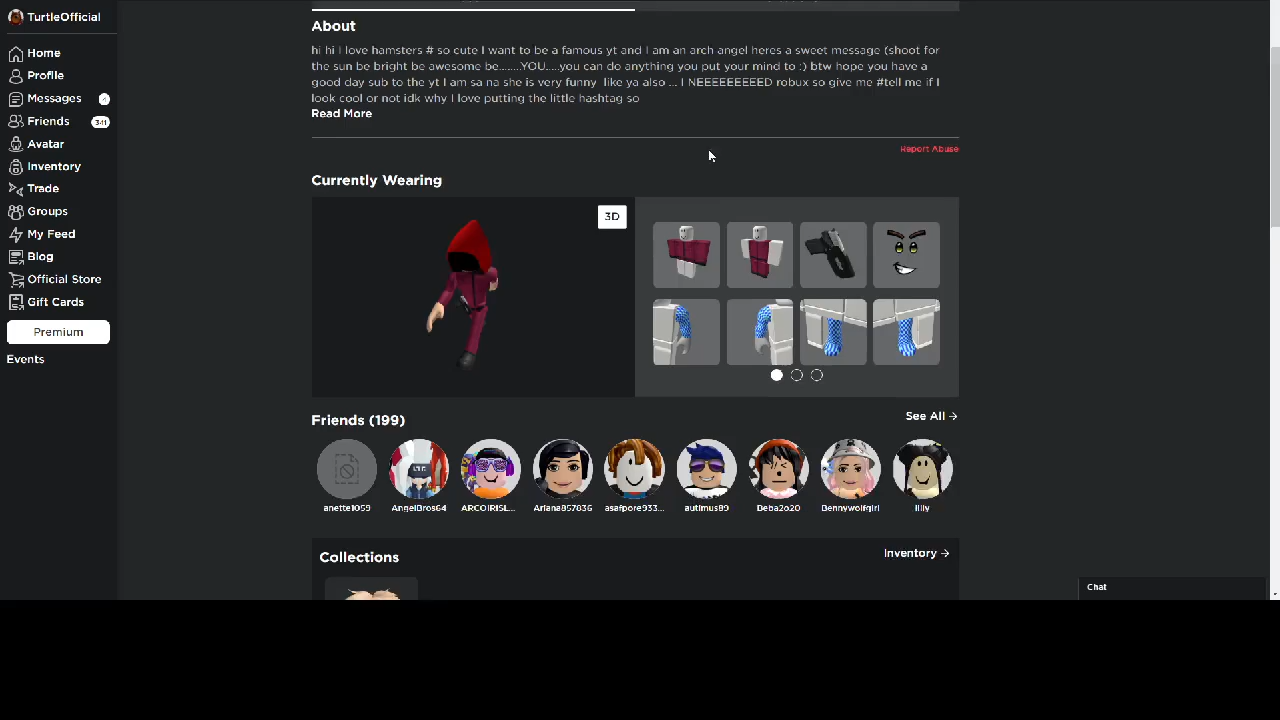 TurtleOfficial
Home
Profile
Messages 4
Friends 341
Avatar
Inventory
Trade
Groups
My Feed
Blog
Official Store
Gift Cards
Premium
Events
About
hi hi I love hamsters # so cute I want to be a famous yt and I am an arch angel heres a sweet message (shoot for
the sun be bright be awesome be........YOU.....you can do anything you put your mind to :) btw hope you have a
good day sub to the yt I am sa na she is very funny like ya also ... I NEEEEEEEEED robux so give me #tell me if I
look cool or not idk why I love putting the little hashtag so
Read More
Report Abuse
Currently Wearing
3D
Friends (199)
See All →
anette1059
AngelBros64
ARCOIRISL...
Ariana857836
asafpore933...
autimus89
Deba2o20
Bennywolfgirl
lilly
Collections
Inventory →
Chat